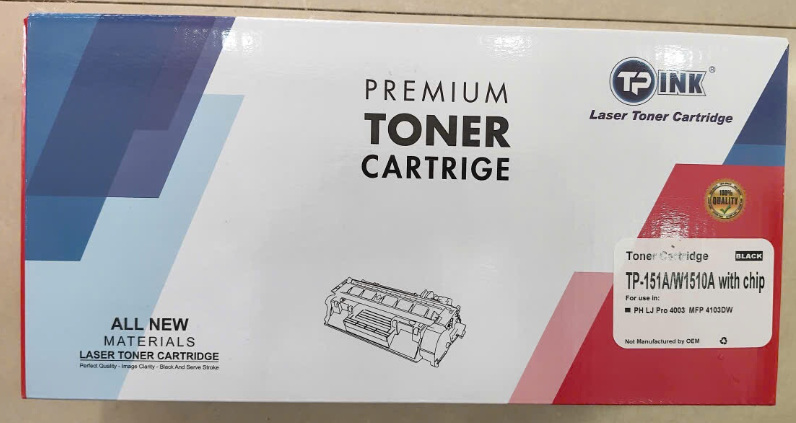 PREMIUM
TONER
CARTRIGE
TP INK ®
Laser Toner Cartridge
100%
QUALITY
Toner Cartridge BLACK
TP-151A/W1510A with chip
For use in:
PH LJ Pro 4003 MFP 4103DW
Not Manufactured by OEM
ALL NEW
MATERIALS
LASER TONER CARTRIDGE
Perfect Quality - Image Clarity - Black And Serve Stroke